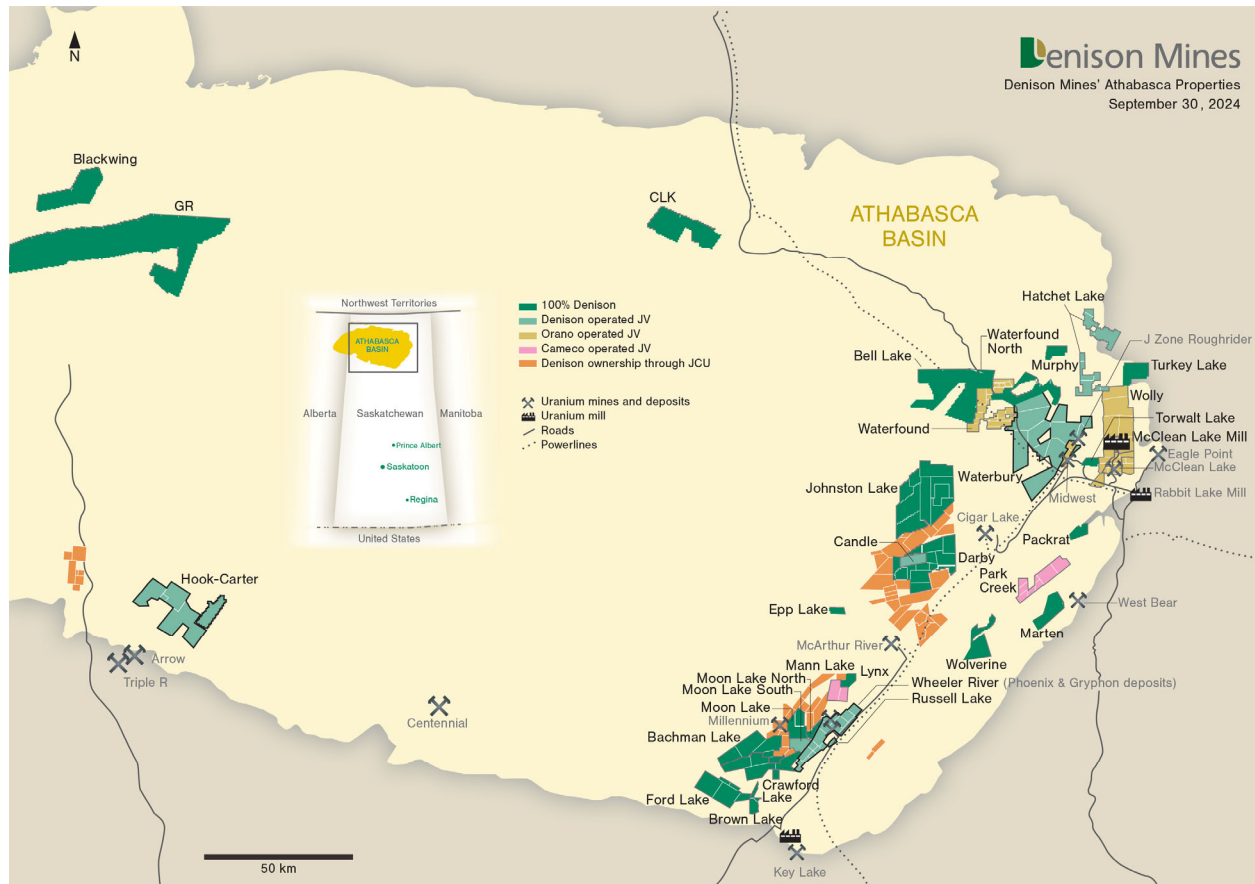 N
Denison Mines
Denison Mines' Athabasca Properties
September 30, 2024
Blackwing
GR
CLK
ATHABASCA
BASIN
Northwest Territories
ATHABASCA
BASIN
Alberta
Saskatchewan
Manitoba
Prince Albert
Saskatoon
Regina
United States
100% Denison
Denison operated JV
Orano operated JV
Cameco operated JV
Denison ownership through JCU
Uranium mines and deposits
Uranium mill
Roads
Powerlines
Hatchet Lake
J Zone Roughrider
Waterfound
North
Murphy
Bell Lake
Turkey Lake
Wolly
Torwalt Lake
Waterfound
McClean Lake Mill
Eagle Point
McClean Lake
Waterbury
Midwest
Rabbit Lake Mill
Johnston Lake
Cigar Lake
Packrat
Candle
Darby
Park
Creek
West Bear
Epp Lake
Marten
McArthur River
Wolverine
Hook-Carter
Arrow
Triple R
Centennial
Mann Lake
Lynx
Moon Lake North
Moon Lake South
Wheeler River (Phoenix & Gryphon deposits)
Russell Lake
Moon Lake
Millennium
Bachman Lake
Crawford
Lake
Ford Lake
Brown Lake
Key Lake
50 km